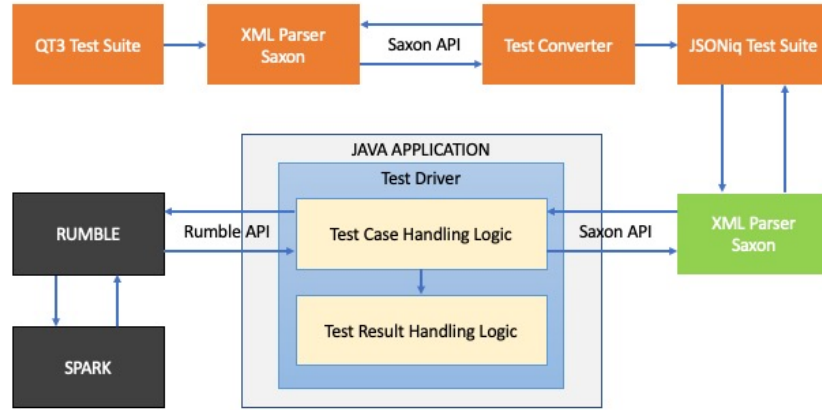 QT3 Test Suite
XML Parser
Saxon
Saxon API
Test Converter
JSONiq Test Suite
JAVA APPLICATION
Test Driver
RUMBLE
Rumble API
Test Case Handling Logic
Saxon API
XML Parser
Saxon
Test Result Handling Logic
SPARK